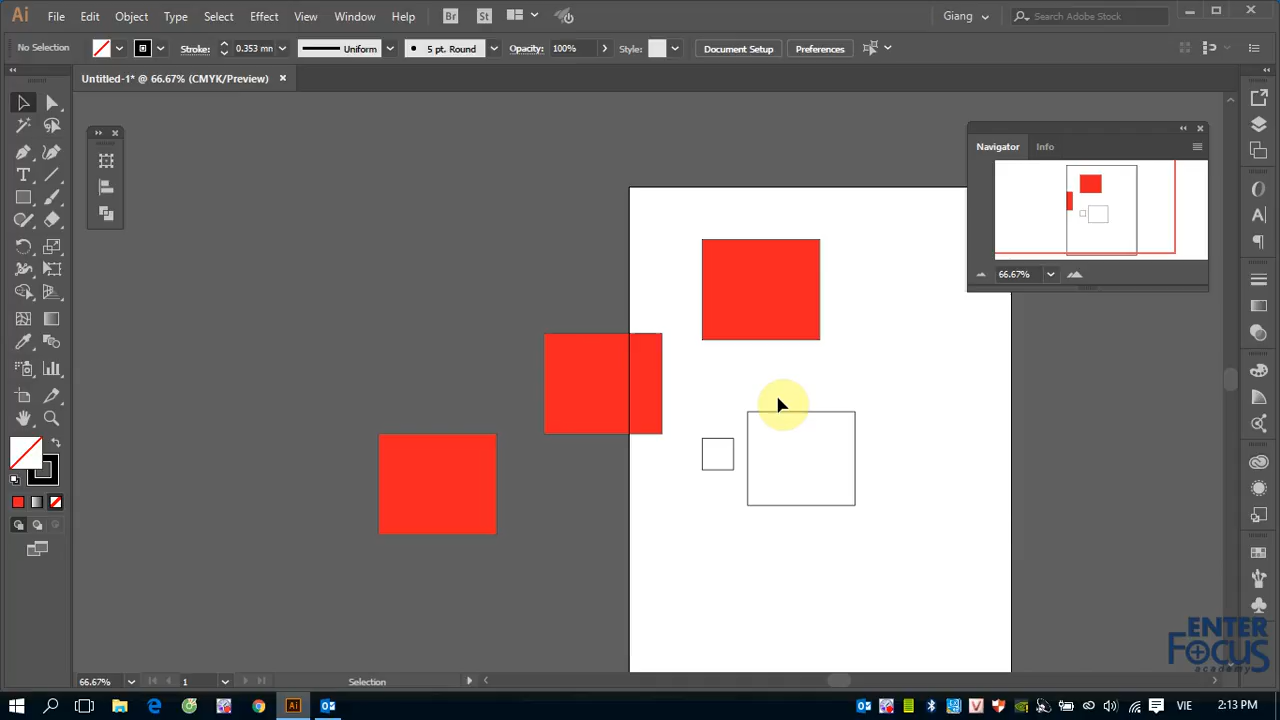 Ai File Edit Object Type Select Effect View Window Help Br St Giang Search Adobe Stock
No Selection Stroke: 0.353 mn Uniform 5 pt. Round Opacity: 100% Style: Document Setup Preferences
Untitled-1* @ 66.67% (CMYK/Preview)
Navigator Info
66.67%
ENTER
FOCUS
academy
66.67% 1 Selection
Ai VIE 2:13 PM